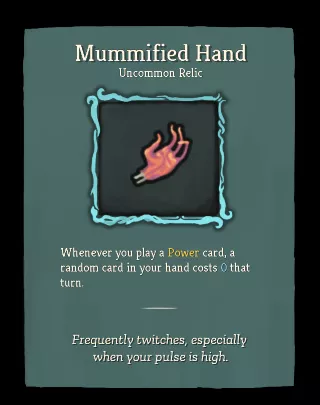 Mummified Hand
Uncommon Relic
Whenever you play a Power card, a
random card in your hand costs 0 that
turn.
Frequently twitches, especially
when your pulse is high.